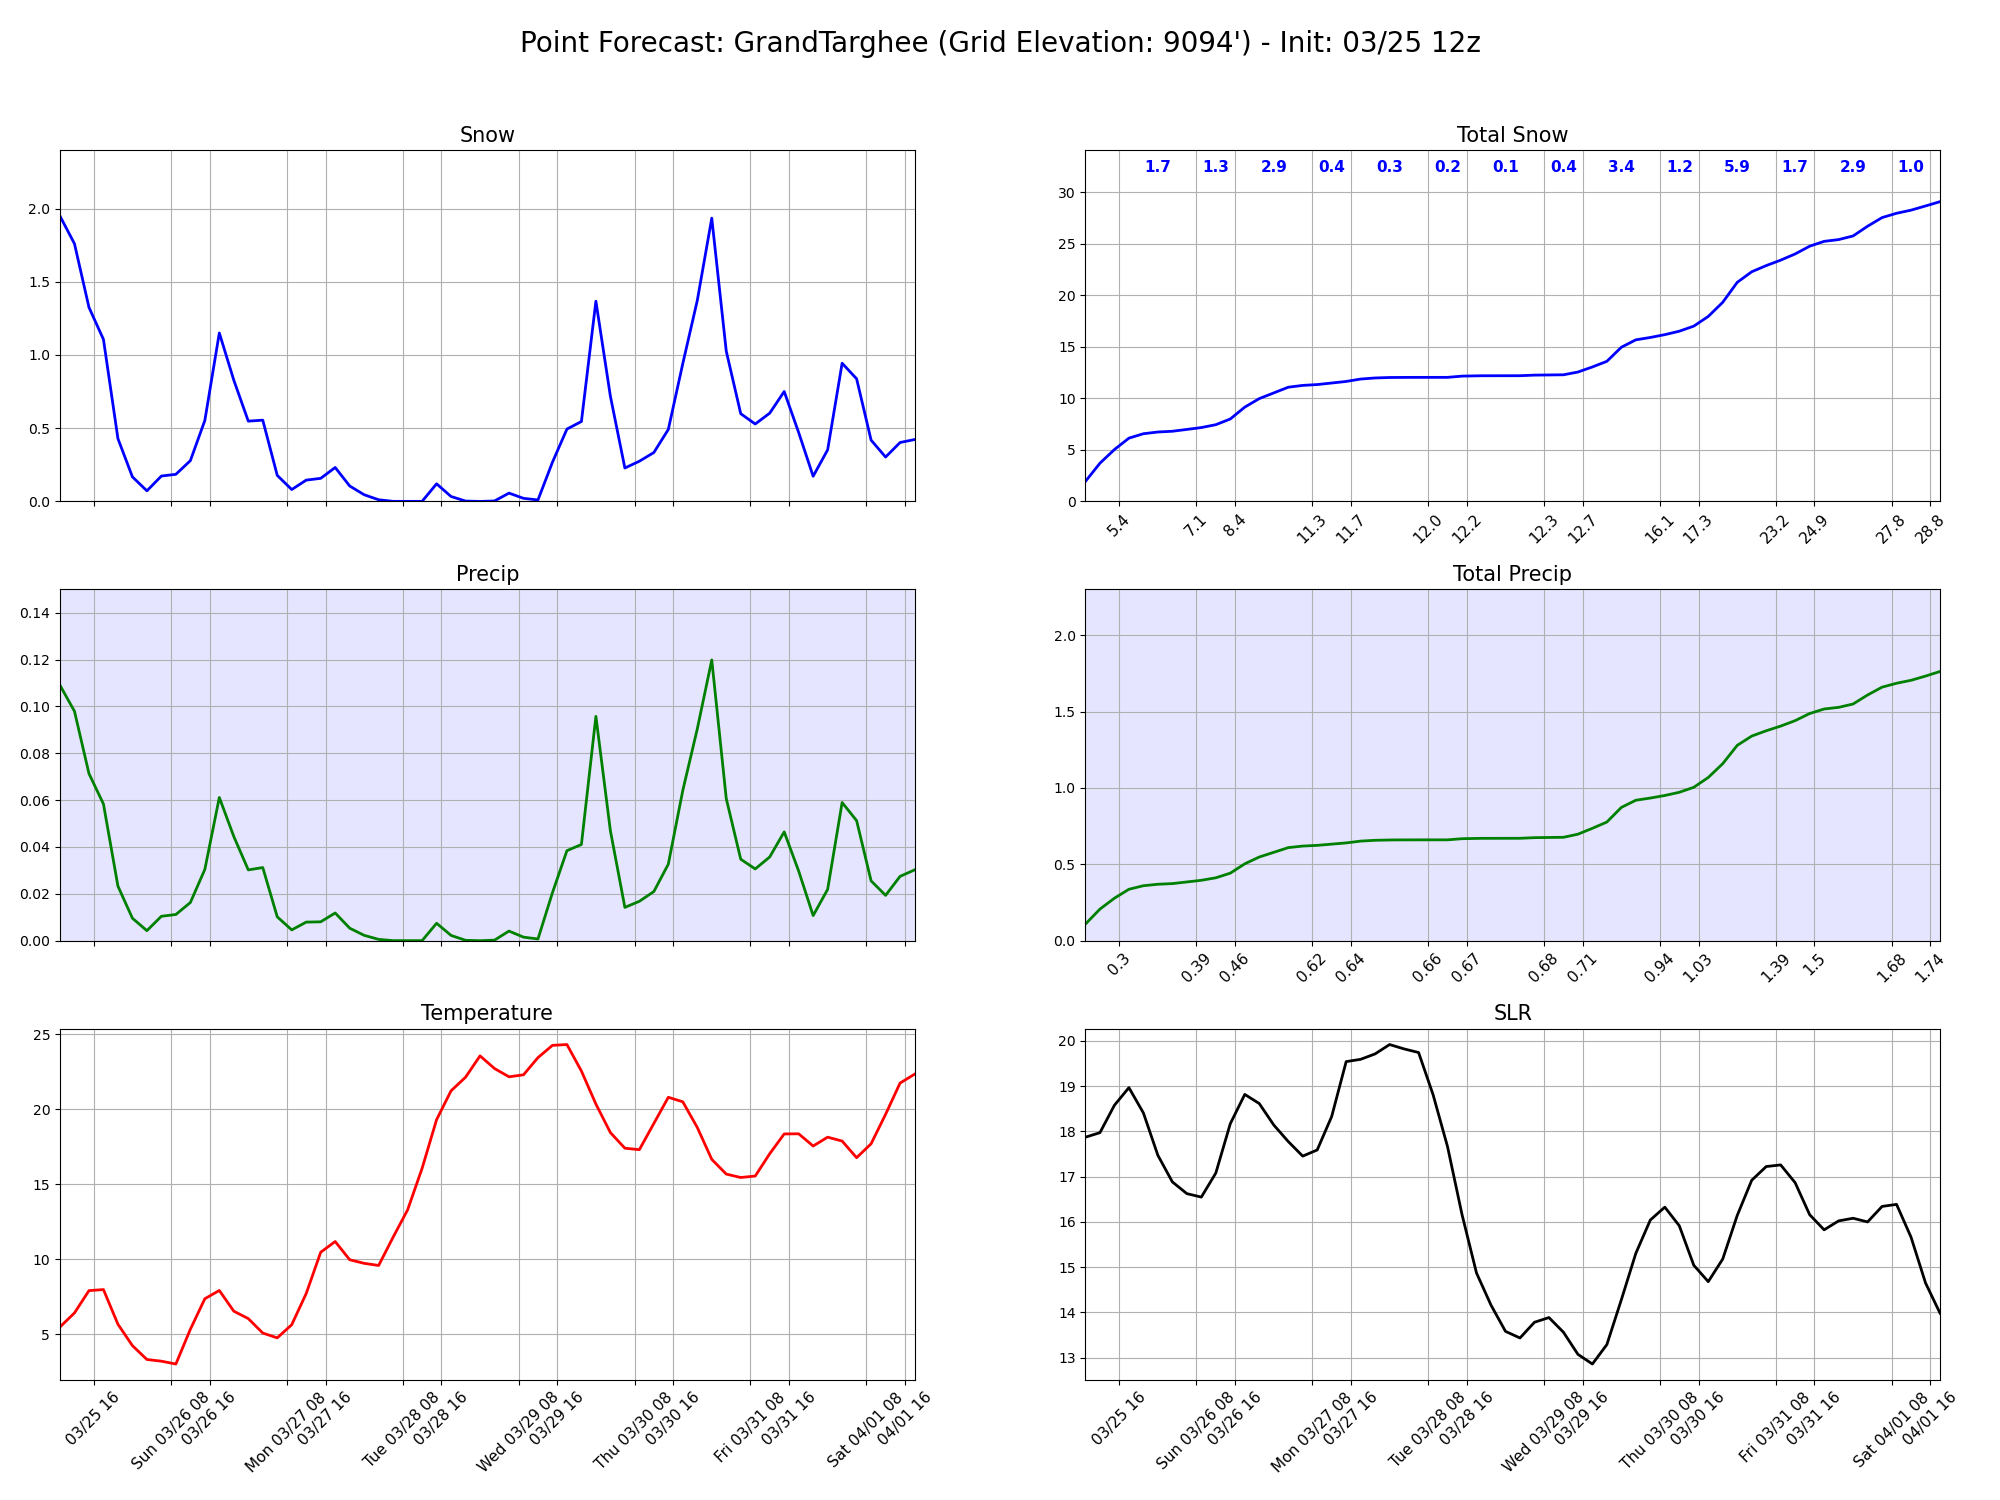 Point Forecast: GrandTarghee (Grid Elevation: 9094') - Init: 03/25 12z
Snow
2.0
1.5
1.0
0.5
0.0
Total Snow
1.7 1.3 2.9 0.4 0.3 0.2 0.1 0.4 3.4 1.2 5.9 1.7 2.9 1.0
30
25
20
15
10
5
0
5.4 7.1 8.4 11.3 11.7 12.0 12.2 12.3 12.7 16.1 17.3 23.2 24.9 27.8 28.8
Precip
0.14
0.12
0.10
0.08
0.06
0.04
0.02
0.00
Total Precip
2.0
1.5
1.0
0.5
0.0
0.3 0.39 0.46 0.62 0.64 0.66 0.67 0.68 0.71 0.94 1.03 1.39 1.5 1.68 1.74
Temperature
25
20
15
10
5
03/25 16
Sun 03/26 08
03/26 16
Mon 03/27 08
03/27 16
Tue 03/28 08
03/28 16
Wed 03/29 08
03/29 16
Thu 03/30 08
03/30 16
Fri 03/31 08
03/31 16
Sat 04/01 08
04/01 16
SLR
20
19
18
17
16
15
14
13
03/25 16
Sun 03/26 08
03/26 16
Mon 03/27 08
03/27 16
Tue 03/28 08
03/28 16
Wed 03/29 08
03/29 16
Thu 03/30 08
03/30 16
Fri 03/31 08
03/31 16
Sat 04/01 08
04/01 16